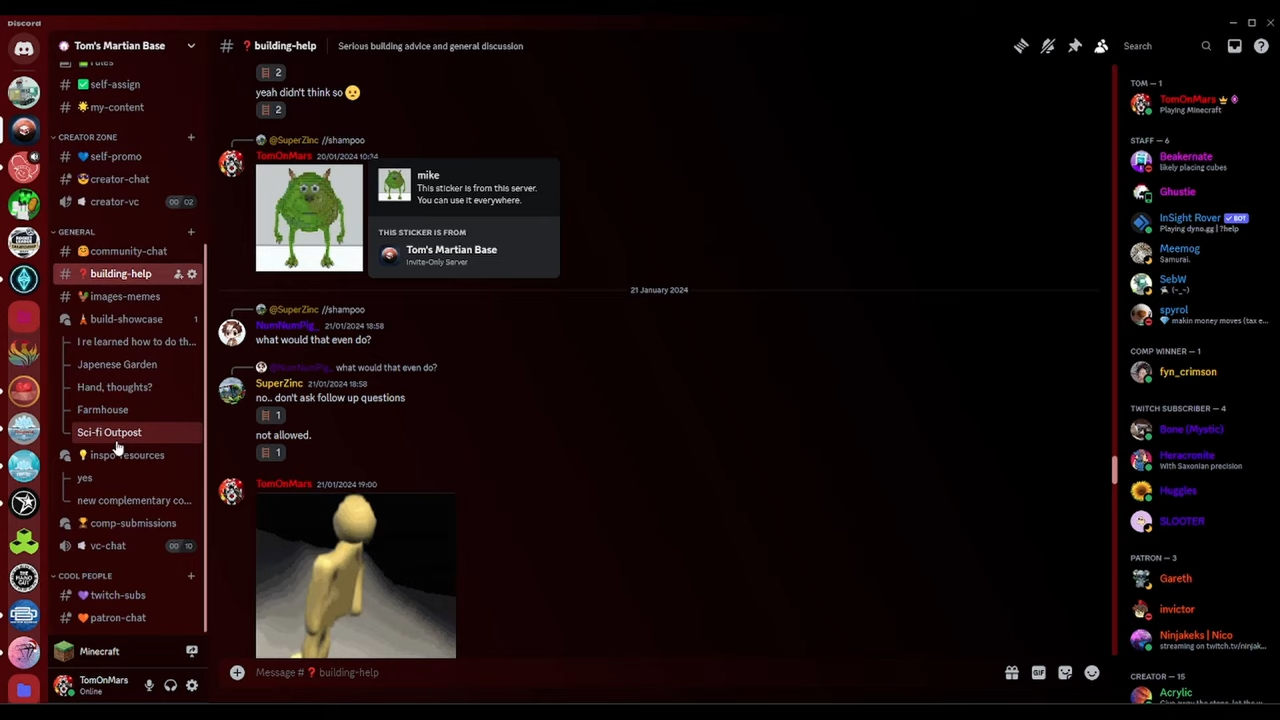 Discord
Tom's Martian Base
rules
self-assign
my-content
CREATOR ZONE
self-promo
creator-chat
creator-vc
00 02
GENERAL
community-chat
building-help
images-memes
build-showcase
1
I re learned how to do th...
Japenese Garden
Hand, thoughts?
Farmhouse
Sci-fi Outpost
inspo-resources
yes
new complementary co...
comp-submissions
vc-chat
00 10
COOL PEOPLE
twitch-subs
patron-chat
Minecraft
TomOnMars
Online
building-help
Serious building advice and general discussion
Search
2
yeah didn't think so
2
@SuperZinc //shampoo
TomOnMars 20/01/2024 10:34
mike
This sticker is from this server.
You can use it everywhere.
THIS STICKER IS FROM
Tom's Martian Base
Invite-Only Server
21 January 2024
@SuperZinc //shampoo
NumNumPig_ 21/01/2024 18:58
what would that even do?
@NumNumPig_ what would that even do?
SuperZinc 21/01/2024 18:58
no.. don't ask follow up questions
1
not allowed.
1
TomOnMars 21/01/2024 19:00
Message # building-help
GIF
TOM — 1
TomOnMars
Playing Minecraft
STAFF — 6
Beakernate
likely placing cubes
Ghustie
InSight Rover BOT
Playing dyno.gg | ?help
Meemog
Samurai.
SebW
(~_~)
spyrol
makin money moves (tax e...
COMP WINNER — 1
fyn_crimson
TWITCH SUBSCRIBER — 4
Bone (Mystic)
Heracronite
With Saxonian precision
Huggles
SLOOTER
PATRON — 3
Gareth
invictor
Ninjakeks | Nico
streaming on twitch.tv/ninjak...
CREATOR — 15
Acrylic